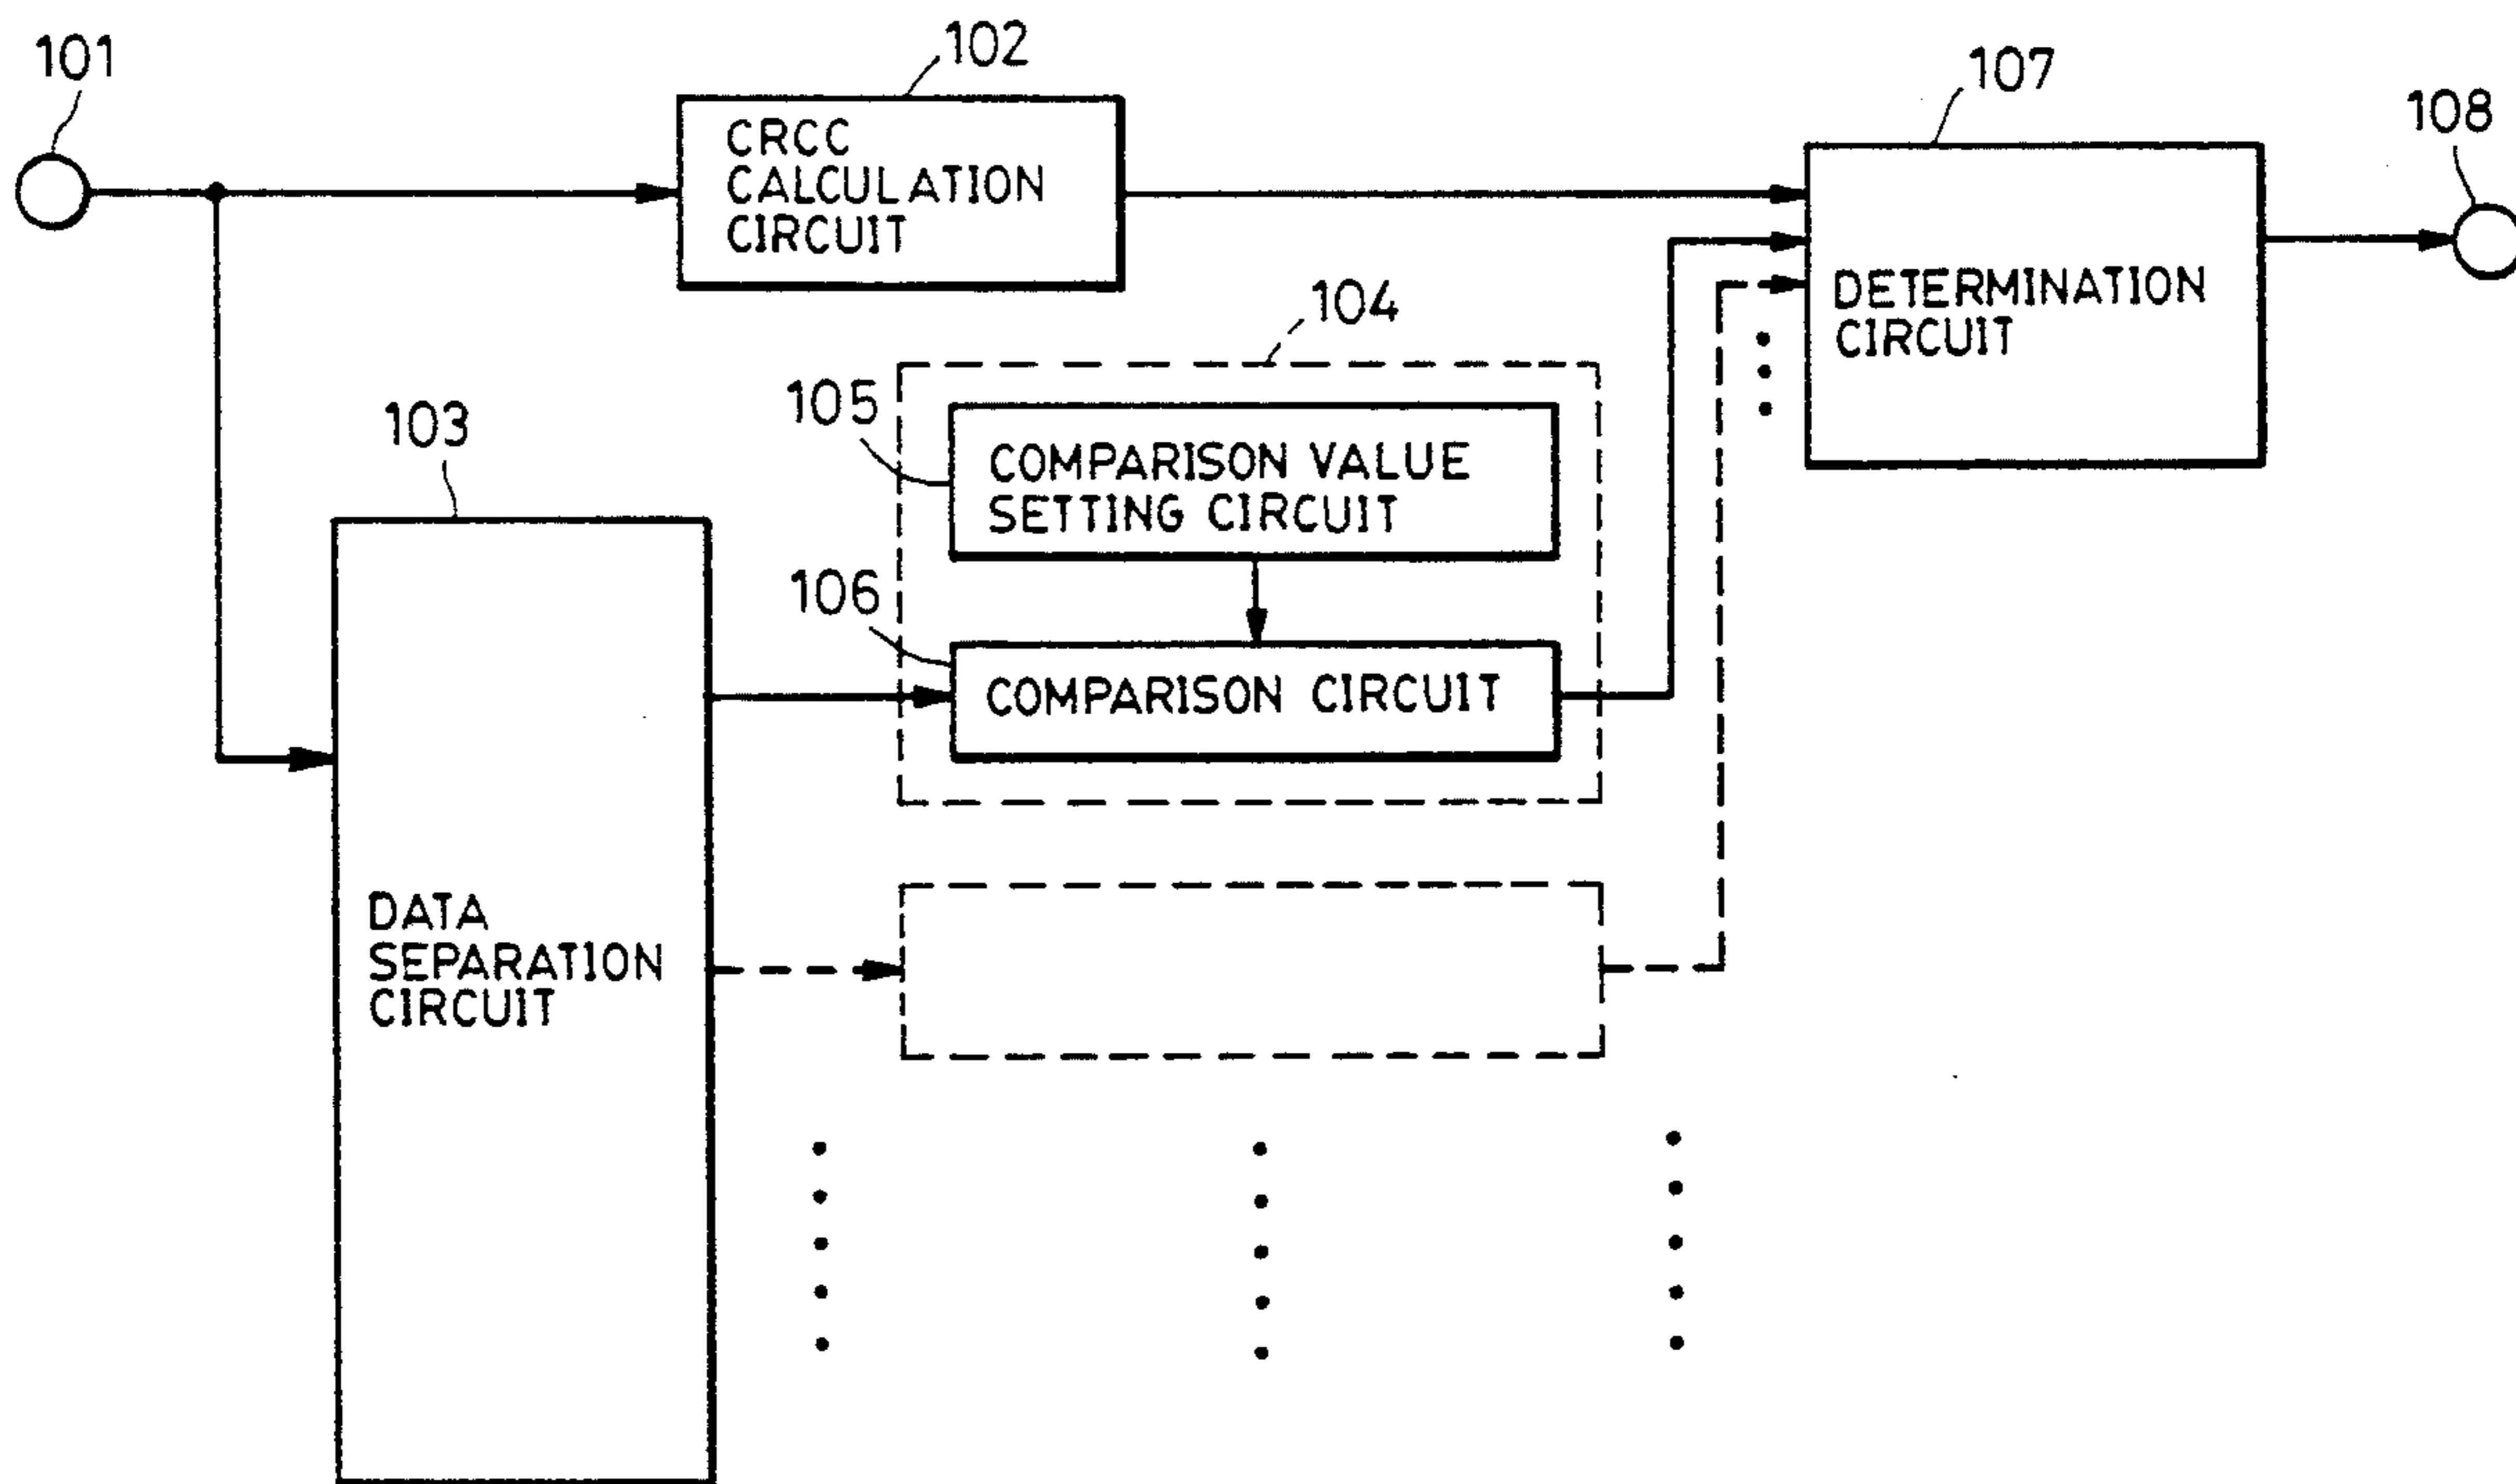 101
102
107
108
CRCC
CALCULATION
CIRCUIT
104
DETERMINATION
CIRCUIT
105
103
COMPARISON VALUE
SETTING CIRCUIT
106
COMPARISON CIRCUIT
DATA
SEPARATION
CIRCUIT